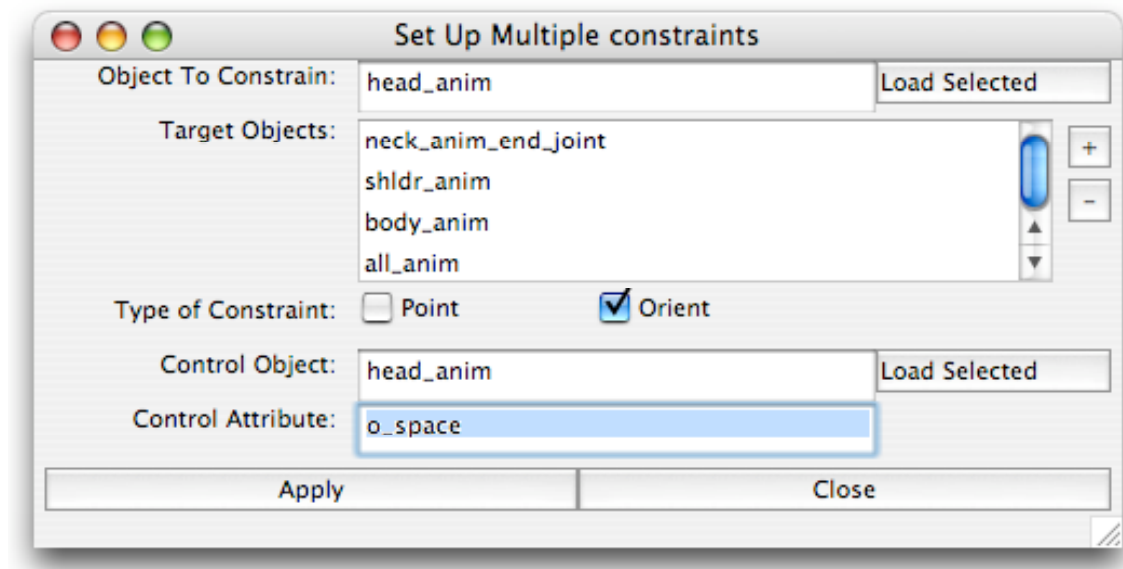 Set Up Multiple constraints
Object To Constrain: head_anim Load Selected
Target Objects: neck_anim_end_joint +
shldr_anim -
body_anim
all_anim
Type of Constraint: Point Orient
Control Object: head_anim Load Selected
Control Attribute: o_space
Apply Close